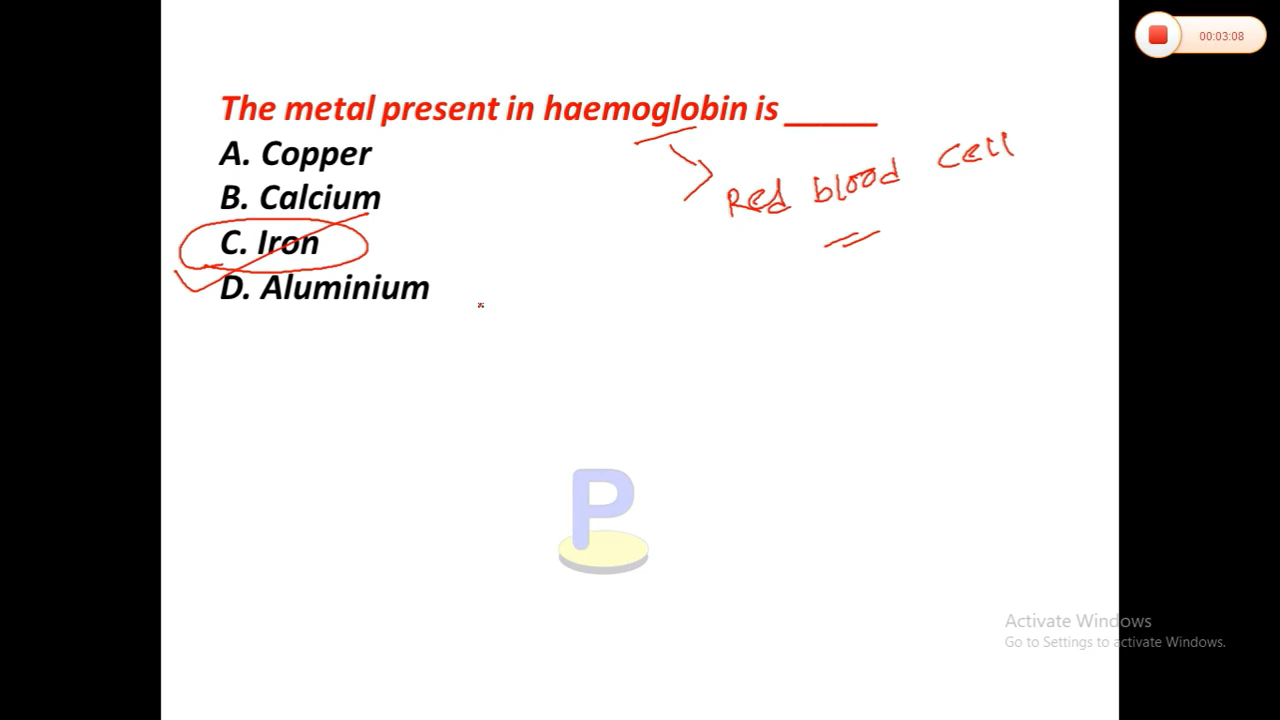 00:03:08
The metal present in haemoglobin is _____
A. Copper
B. Calcium
C. Iron
D. Aluminium
Red blood cell
P
Activate Windows
Go to Settings to activate Windows.